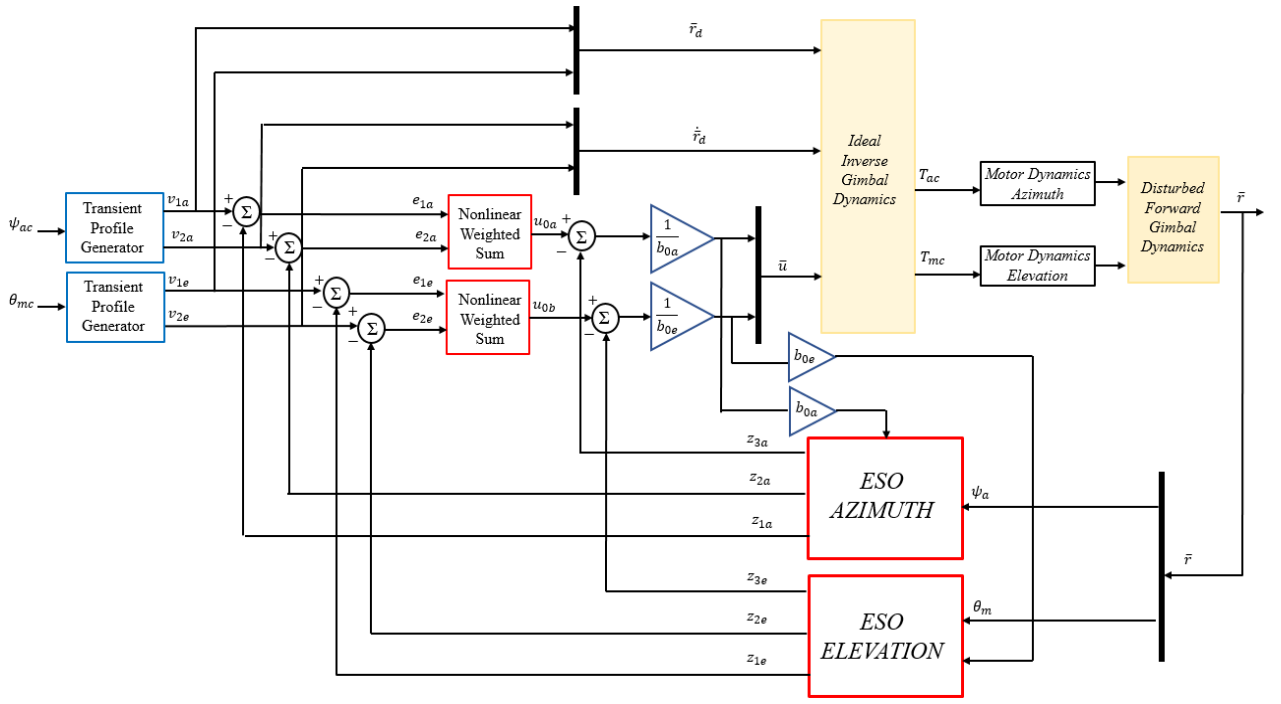 r̄_d
r̄̇_d
Ideal
Inverse
Gimbal
Dynamics
T_ac
Motor Dynamics
Azimuth
T_mc
Motor Dynamics
Elevation
Disturbed
Forward
Gimbal
Dynamics
r̄
ψ_ac
Transient
Profile
Generator
v_1a
v_2a
+
−
Σ
+
−
Σ
e_1a
e_2a
Nonlinear
Weighted
Sum
u_0a
+
−
Σ
1
b_0a
ū
θ_mc
Transient
Profile
Generator
v_1e
v_2e
+
−
Σ
+
−
Σ
e_1e
e_2e
Nonlinear
Weighted
Sum
u_0b
+
−
Σ
1
b_0e
b_0e
b_0a
z_3a
z_2a
z_1a
ESO
AZIMUTH
ψ_a
r̄
z_3e
z_2e
z_1e
ESO
ELEVATION
θ_m